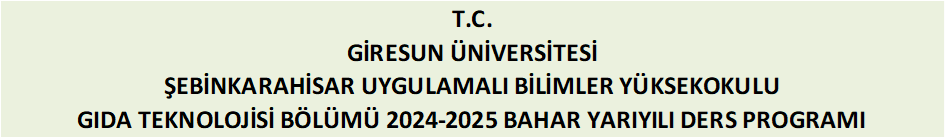 T.C.
GİRESUN ÜNİVERSİTESİ
ŞEBİNKARAHİSAR UYGULAMALI BİLİMLER YÜKSEKOKULU
GIDA TEKNOLOJİSİ BÖLÜMÜ 2024-2025 BAHAR YARIYILI DERS PROGRAMI